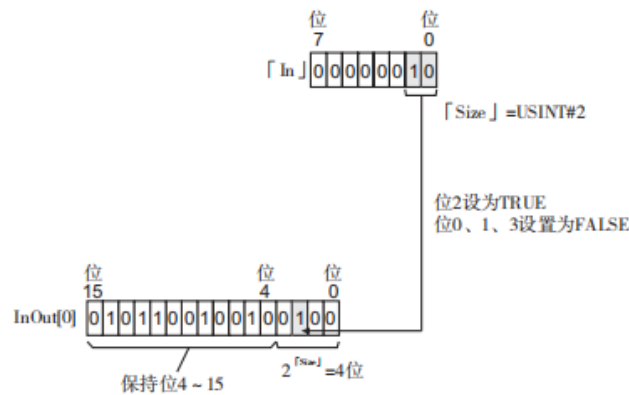 位 位
7 0
「In」 0 0 0 0 0 0 1 0
「Size」=USINT#2
位2设为TRUE
位0、1、3设置为FALSE
位 位 位
15 4 0
InOut[0] 0 1 0 1 1 0 0 1 0 0 1 0 0 1 0 0
保持位4~15 2「Size」=4位